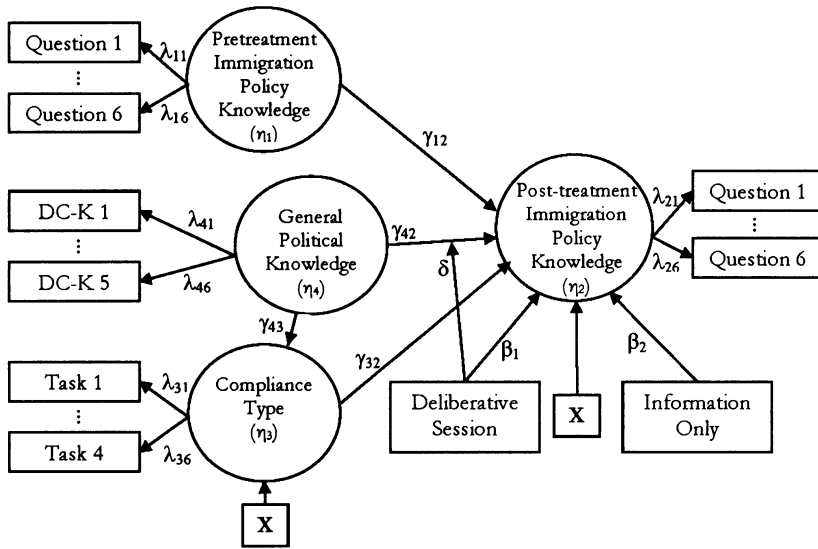 Question 1
⋮
Question 6
λ11
λ16
Pretreatment
Immigration
Policy
Knowledge
(η1)
γ12
DC-K 1
⋮
DC-K 5
λ41
λ46
General
Political
Knowledge
(η4)
γ42
δ
γ43
Post-treatment
Immigration
Policy
Knowledge
(η2)
λ21
λ26
Question 1
⋮
Question 6
Task 1
⋮
Task 4
λ31
λ36
Compliance
Type
(η3)
γ32
β1
β2
Deliberative
Session
X
Information
Only
X